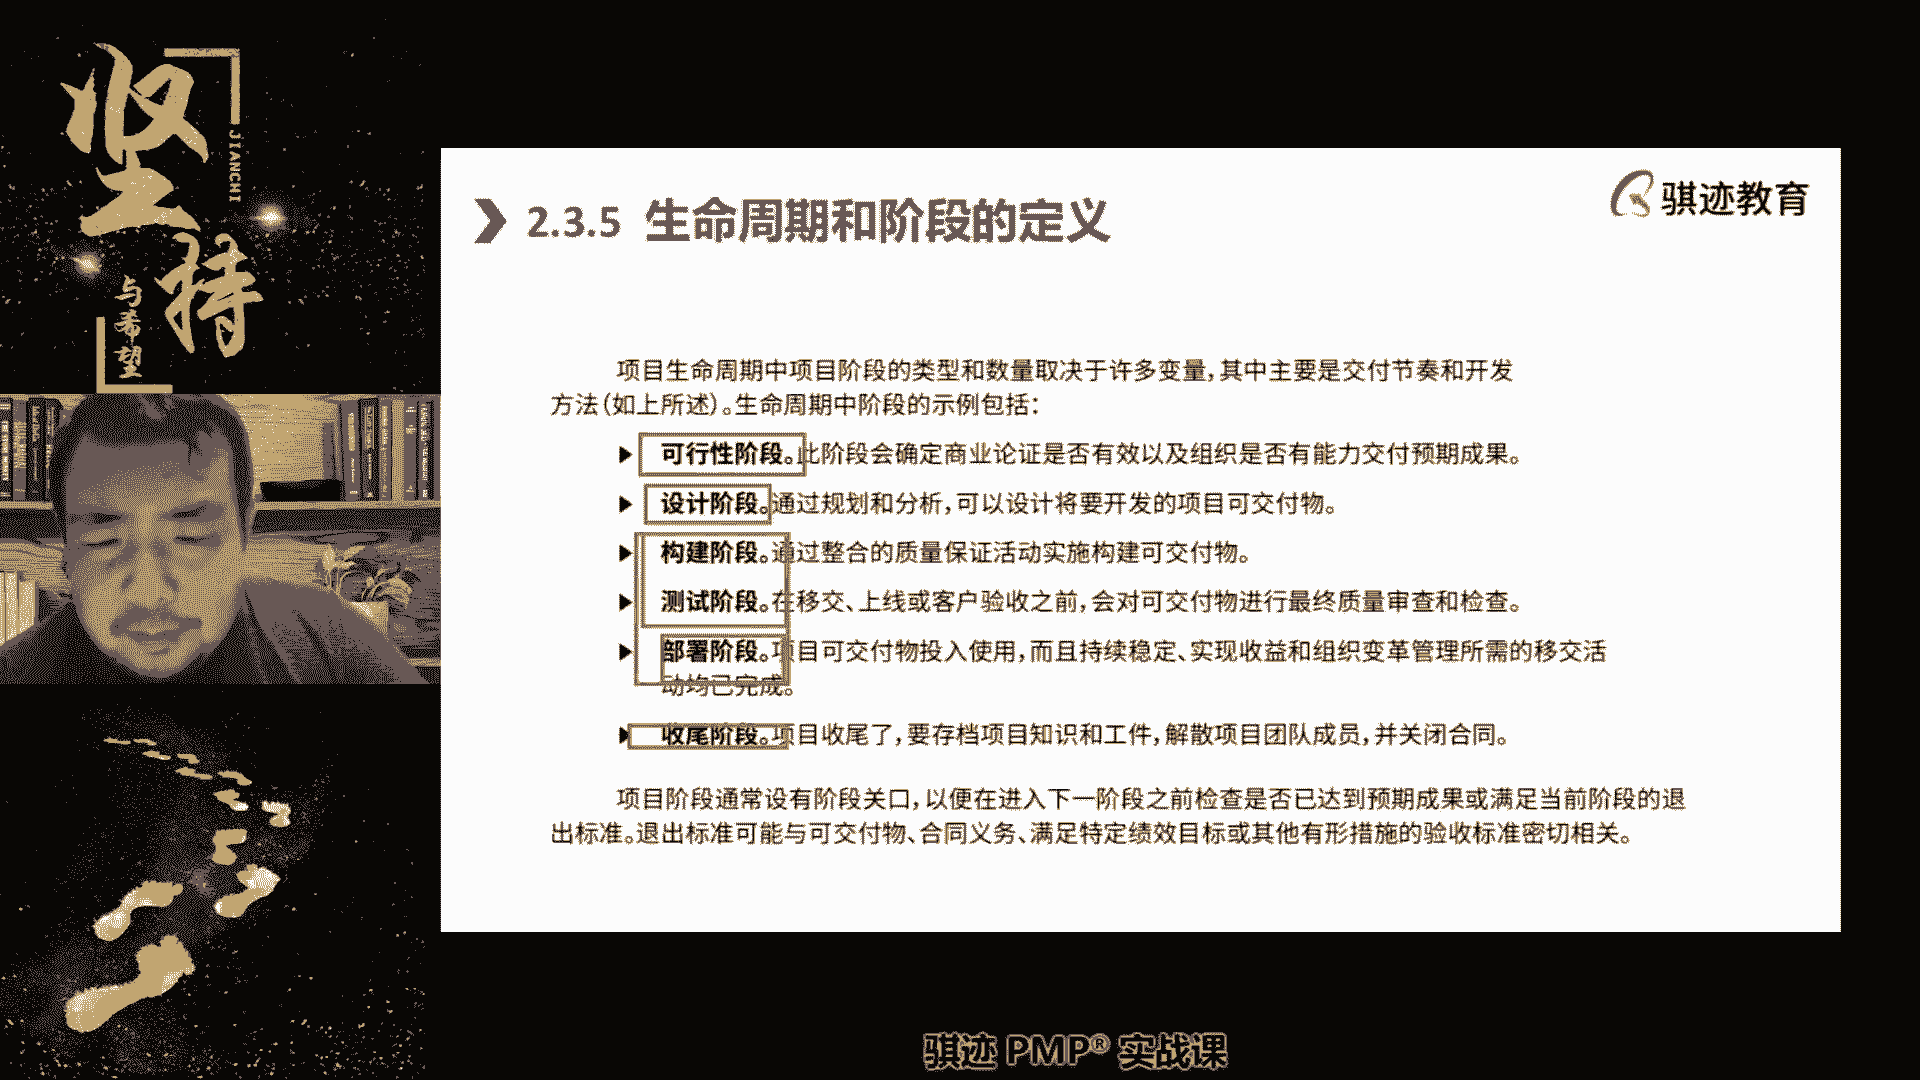 坚持
JIANCHI
与希望
骐迹教育
2.3.5 生命周期和阶段的定义
项目生命周期中项目阶段的类型和数量取决于许多变量，其中主要是交付节奏和开发
方法（如上所述）。生命周期中阶段的示例包括：
可行性阶段。此阶段会确定商业论证是否有效以及组织是否有能力交付预期成果。
设计阶段。通过规划和分析，可以设计将要开发的项目可交付物。
构建阶段。通过整合的质量保证活动实施构建可交付物。
测试阶段。在移交、上线或客户验收之前，会对可交付物进行最终质量审查和检查。
部署阶段。项目可交付物投入使用，而且持续稳定、实现收益和组织变革管理所需的移交活
动均已完成。
收尾阶段。项目收尾了，要存档项目知识和工件，解散项目团队成员，并关闭合同。
项目阶段通常设有阶段关口，以便在进入下一阶段之前检查是否已达到预期成果或满足当前阶段的退
出标准。退出标准可能与可交付物、合同义务、满足特定绩效目标或其他有形措施的验收标准密切相关。
骐迹 PMP® 实战课